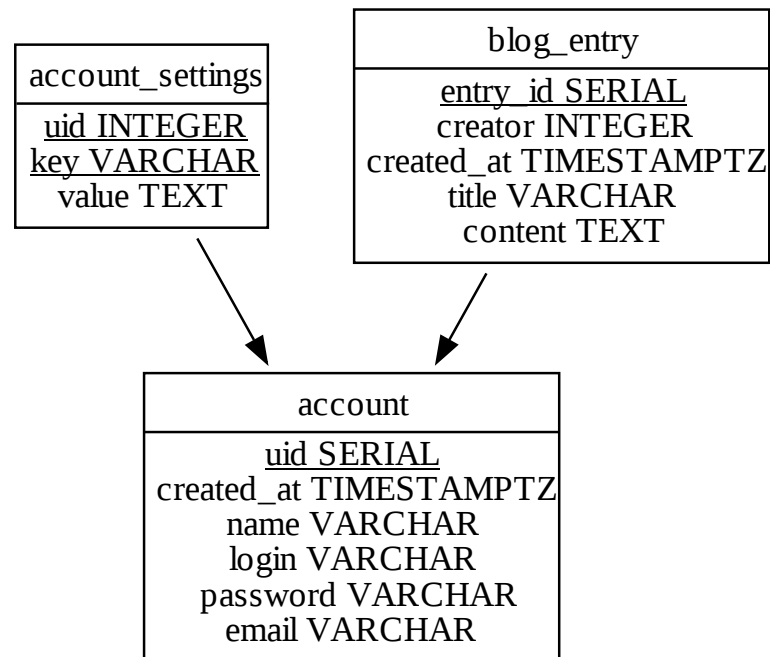 account_settings
uid INTEGER
key VARCHAR
value TEXT
blog_entry
entry_id SERIAL
creator INTEGER
created_at TIMESTAMPTZ
title VARCHAR
content TEXT
account
uid SERIAL
created_at TIMESTAMPTZ
name VARCHAR
login VARCHAR
password VARCHAR
email VARCHAR